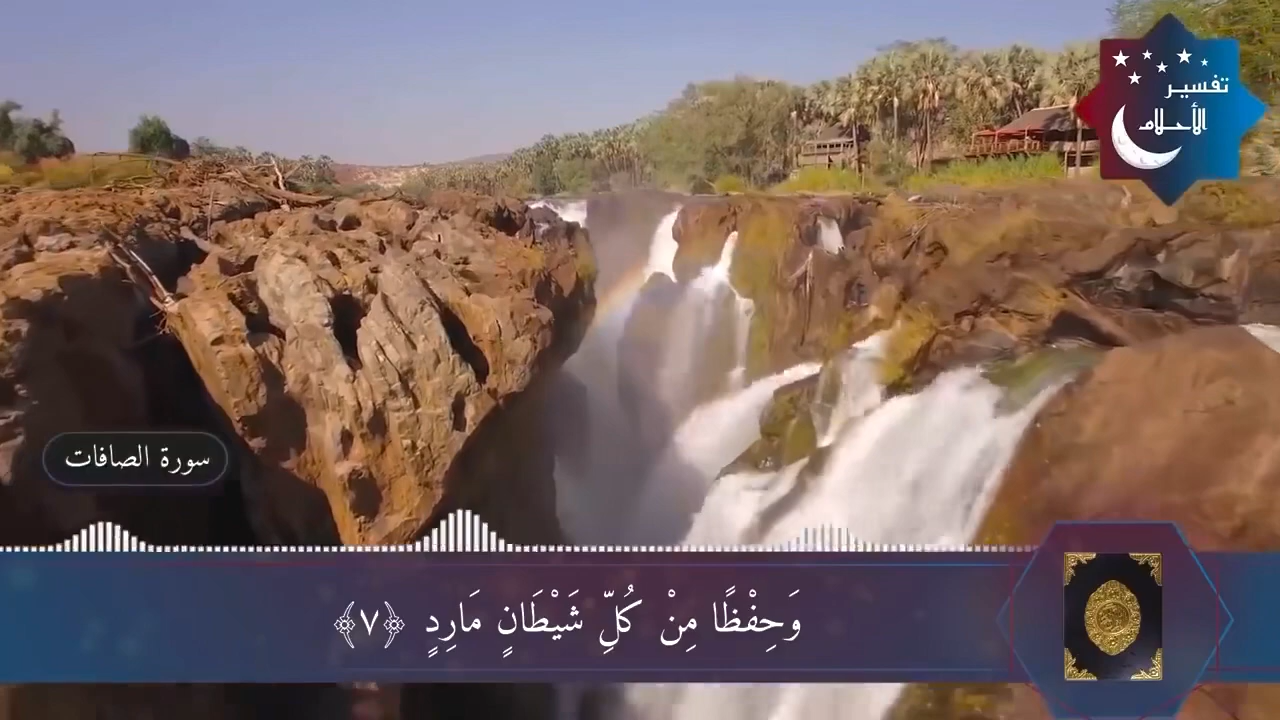 تفسير
الأحلام
سورة الصافات
وَحِفْظًا مِنْ كُلِّ شَيْطَانٍ مَارِدٍ ﴿٧﴾